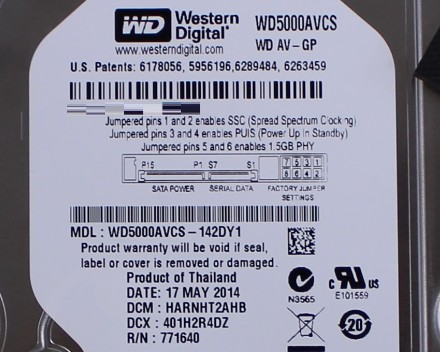 WD Western Digital® WD5000AVCS
www.westerndigital.com WD AV-GP
U.S. Patents: 6178056, 5956196, 6289484, 6263459
Jumpered pins 1 and 2 enables SSC (Spread Spectrum Clocking)
Jumpered pins 3 and 4 enables PUIS (Power Up In Standby)
Jumpered pins 5 and 6 enables 1.5GB PHY
P15 P1 S7 S1 7 5 3 1
8 6 4 2
SATA POWER SERIAL DATA FACTORY JUMPER
SETTINGS
MDL: WD5000AVCS-142DY1
Product warranty will be void if seal,
label or cover is removed or damaged.
Product of Thailand
DATE: 17 MAY 2014
DCM: HARNHT2AHB
DCX: 401H2R4DZ
R/N: 771640
N3565
c RU US
E101559
20